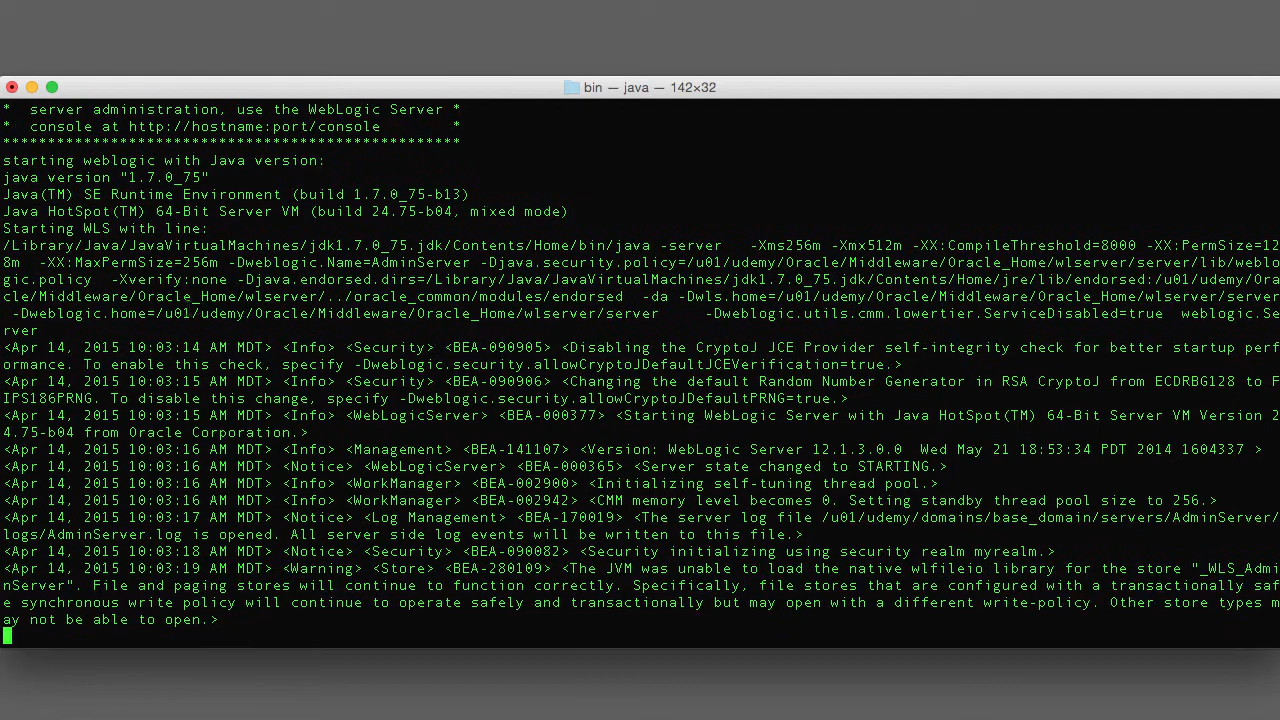 bin — java — 142×32
*  server administration, use the WebLogic Server *
*  console at http://hostname:port/console        *
***************************************************
starting weblogic with Java version:
java version "1.7.0_75"
Java(TM) SE Runtime Environment (build 1.7.0_75-b13)
Java HotSpot(TM) 64-Bit Server VM (build 24.75-b04, mixed mode)
Starting WLS with line:
/Library/Java/JavaVirtualMachines/jdk1.7.0_75.jdk/Contents/Home/bin/java -server   -Xms256m -Xmx512m -XX:CompileThreshold=8000 -XX:PermSize=12
8m  -XX:MaxPermSize=256m -Dweblogic.Name=AdminServer -Djava.security.policy=/u01/udemy/Oracle/Middleware/Oracle_Home/wlserver/server/lib/weblo
gic.policy  -Xverify:none -Djava.endorsed.dirs=/Library/Java/JavaVirtualMachines/jdk1.7.0_75.jdk/Contents/Home/jre/lib/endorsed:/u01/udemy/Ora
cle/Middleware/Oracle_Home/wlserver/../oracle_common/modules/endorsed  -da -Dwls.home=/u01/udemy/Oracle/Middleware/Oracle_Home/wlserver/server
 -Dweblogic.home=/u01/udemy/Oracle/Middleware/Oracle_Home/wlserver/server     -Dweblogic.utils.cmm.lowertier.ServiceDisabled=true  weblogic.Se
rver
<Apr 14, 2015 10:03:14 AM MDT> <Info> <Security> <BEA-090905> <Disabling the CryptoJ JCE Provider self-integrity check for better startup perf
ormance. To enable this check, specify -Dweblogic.security.allowCryptoJDefaultJCEVerification=true.>
<Apr 14, 2015 10:03:15 AM MDT> <Info> <Security> <BEA-090906> <Changing the default Random Number Generator in RSA CryptoJ from ECDRBG128 to F
IPS186PRNG. To disable this change, specify -Dweblogic.security.allowCryptoJDefaultPRNG=true.>
<Apr 14, 2015 10:03:15 AM MDT> <Info> <WebLogicServer> <BEA-000377> <Starting WebLogic Server with Java HotSpot(TM) 64-Bit Server VM Version 2
4.75-b04 from Oracle Corporation.>
<Apr 14, 2015 10:03:16 AM MDT> <Info> <Management> <BEA-141107> <Version: WebLogic Server 12.1.3.0.0  Wed May 21 18:53:34 PDT 2014 1604337 >
<Apr 14, 2015 10:03:16 AM MDT> <Notice> <WebLogicServer> <BEA-000365> <Server state changed to STARTING.>
<Apr 14, 2015 10:03:16 AM MDT> <Info> <WorkManager> <BEA-002900> <Initializing self-tuning thread pool.>
<Apr 14, 2015 10:03:16 AM MDT> <Info> <WorkManager> <BEA-002942> <CMM memory level becomes 0. Setting standby thread pool size to 256.>
<Apr 14, 2015 10:03:17 AM MDT> <Notice> <Log Management> <BEA-170019> <The server log file /u01/udemy/domains/base_domain/servers/AdminServer/
logs/AdminServer.log is opened. All server side log events will be written to this file.>
<Apr 14, 2015 10:03:18 AM MDT> <Notice> <Security> <BEA-090082> <Security initializing using security realm myrealm.>
<Apr 14, 2015 10:03:19 AM MDT> <Warning> <Store> <BEA-280109> <The JVM was unable to load the native wlfileio library for the store "_WLS_Admi
nServer". File and paging stores will continue to function correctly. Specifically, file stores that are configured with a transactionally saf
e synchronous write policy will continue to operate safely and transactionally but may open with a different write-policy. Other store types m
ay not be able to open.>